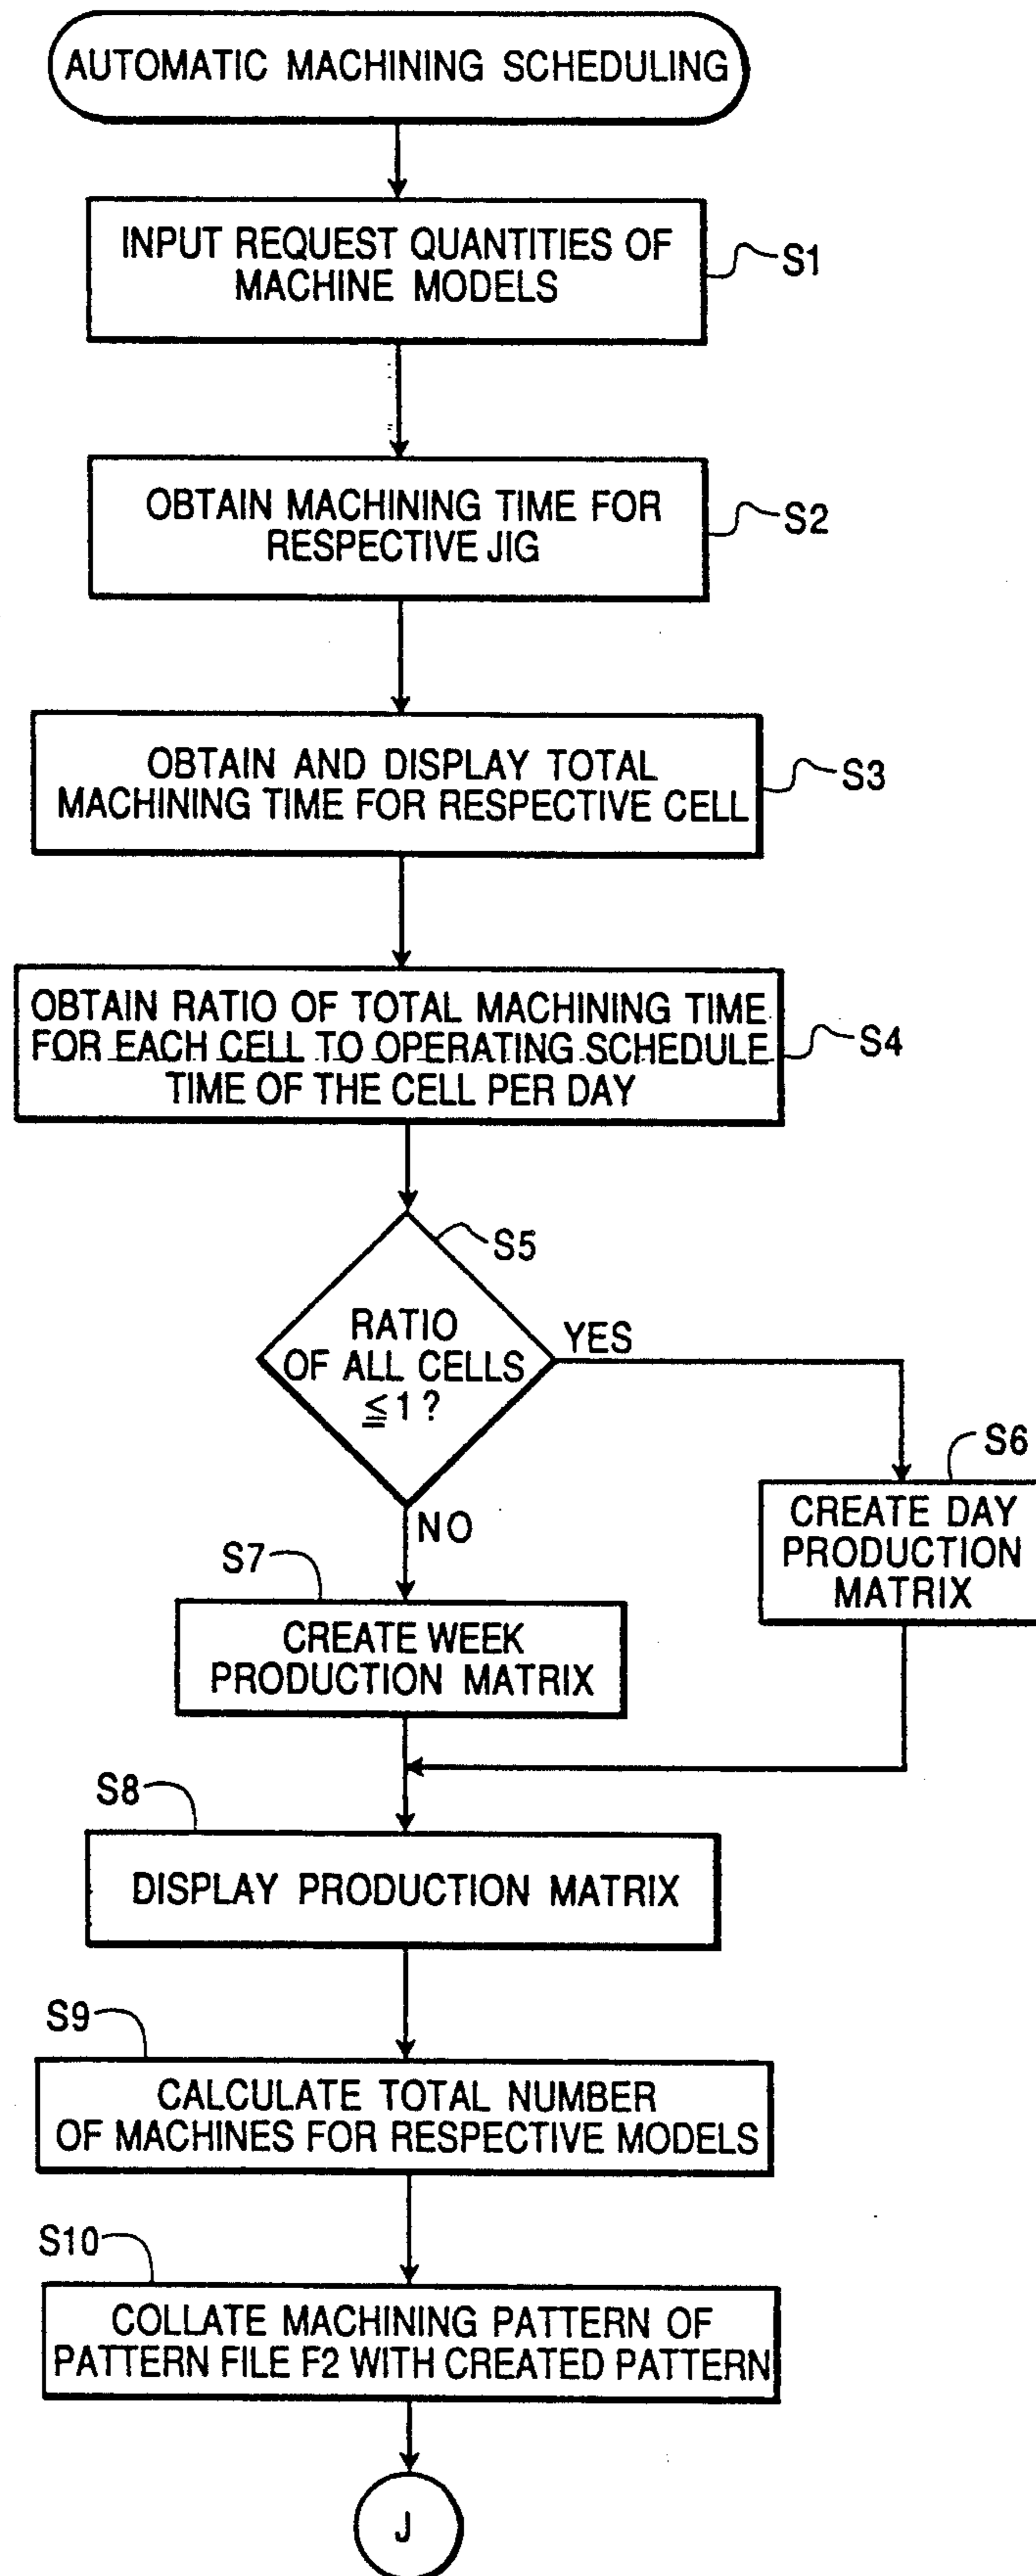 AUTOMATIC MACHINING SCHEDULING
INPUT REQUEST QUANTITIES OF
MACHINE MODELS
S1
OBTAIN MACHINING TIME FOR
RESPECTIVE JIG
S2
OBTAIN AND DISPLAY TOTAL
MACHINING TIME FOR RESPECTIVE CELL
S3
OBTAIN RATIO OF TOTAL MACHINING TIME
FOR EACH CELL TO OPERATING SCHEDULE
TIME OF THE CELL PER DAY
S4
S5
RATIO
OF ALL CELLS
≦ 1 ?
YES
NO
S6
CREATE DAY
PRODUCTION
MATRIX
S7
CREATE WEEK
PRODUCTION MATRIX
S8
DISPLAY PRODUCTION MATRIX
S9
CALCULATE TOTAL NUMBER
OF MACHINES FOR RESPECTIVE MODELS
S10
COLLATE MACHINING PATTERN OF
PATTERN FILE F2 WITH CREATED PATTERN
J